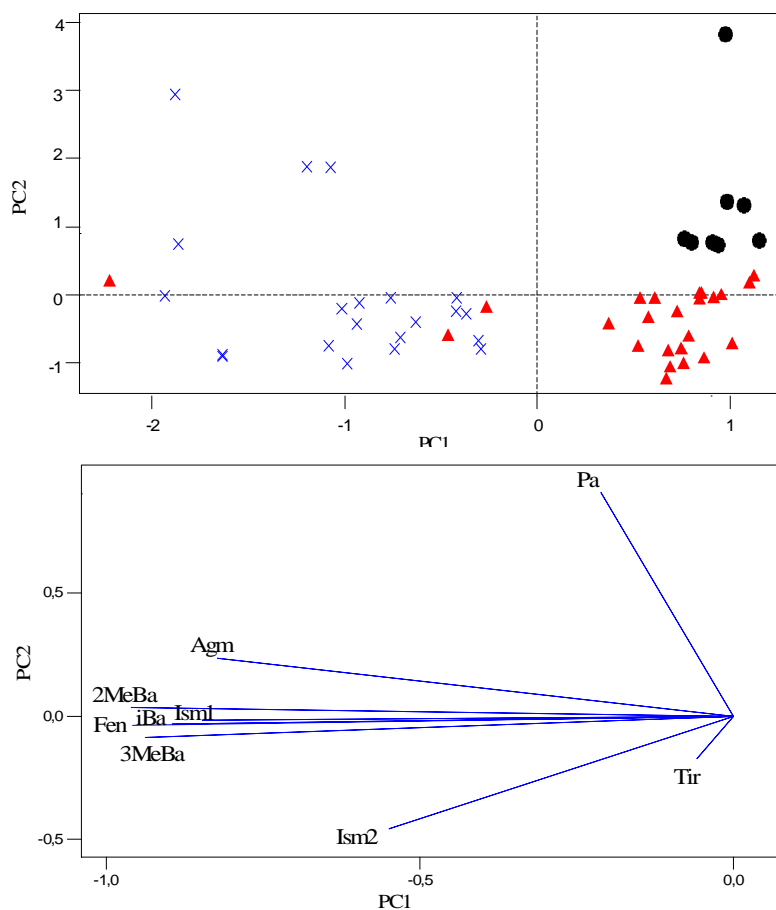 4
3
2
1
0
-1
PC2
-2
-1
0
1
PC1
Pa
0,5
Agm
2MeBa
iBa
Ism1
Fen
3MeBa
0,0
PC2
Tir
Ism2
-0,5
-1,0
-0,5
0,0
PC1